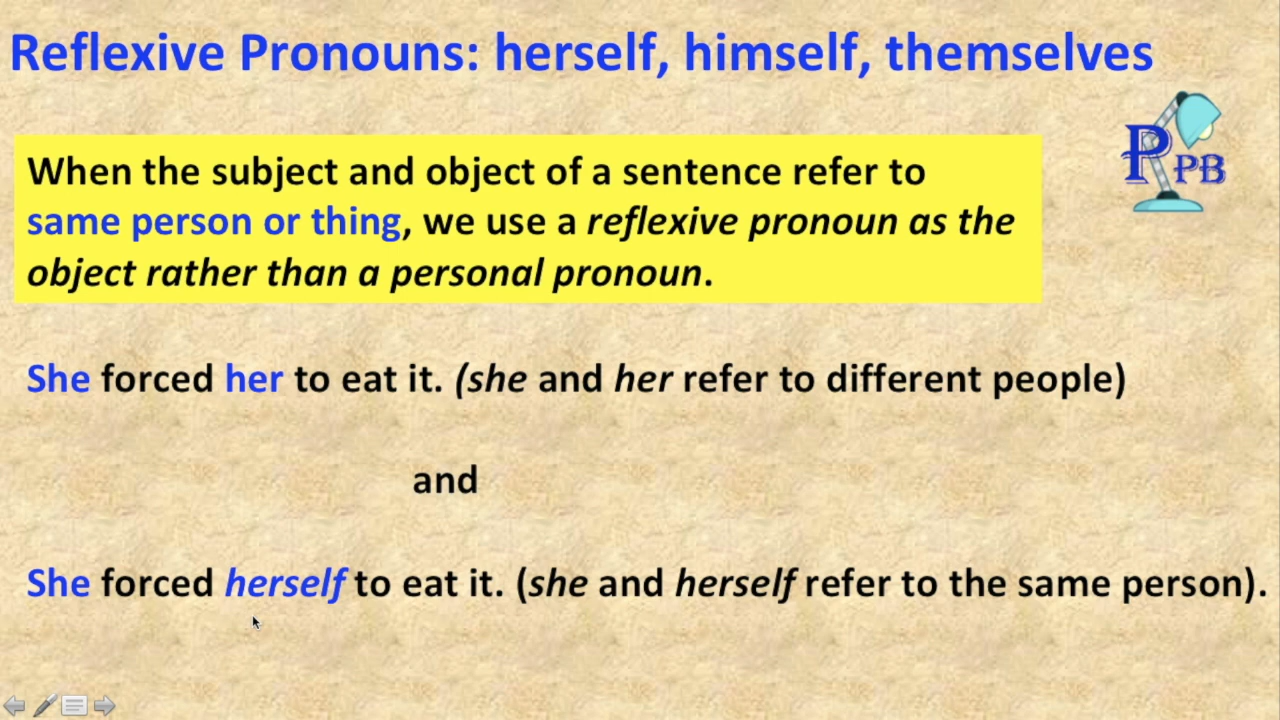 Reflexive Pronouns: herself, himself, themselves
P PB
When the subject and object of a sentence refer to
same person or thing, we use a reflexive pronoun as the
object rather than a personal pronoun.
She forced her to eat it. (she and her refer to different people)
and
She forced herself to eat it. (she and herself refer to the same person).